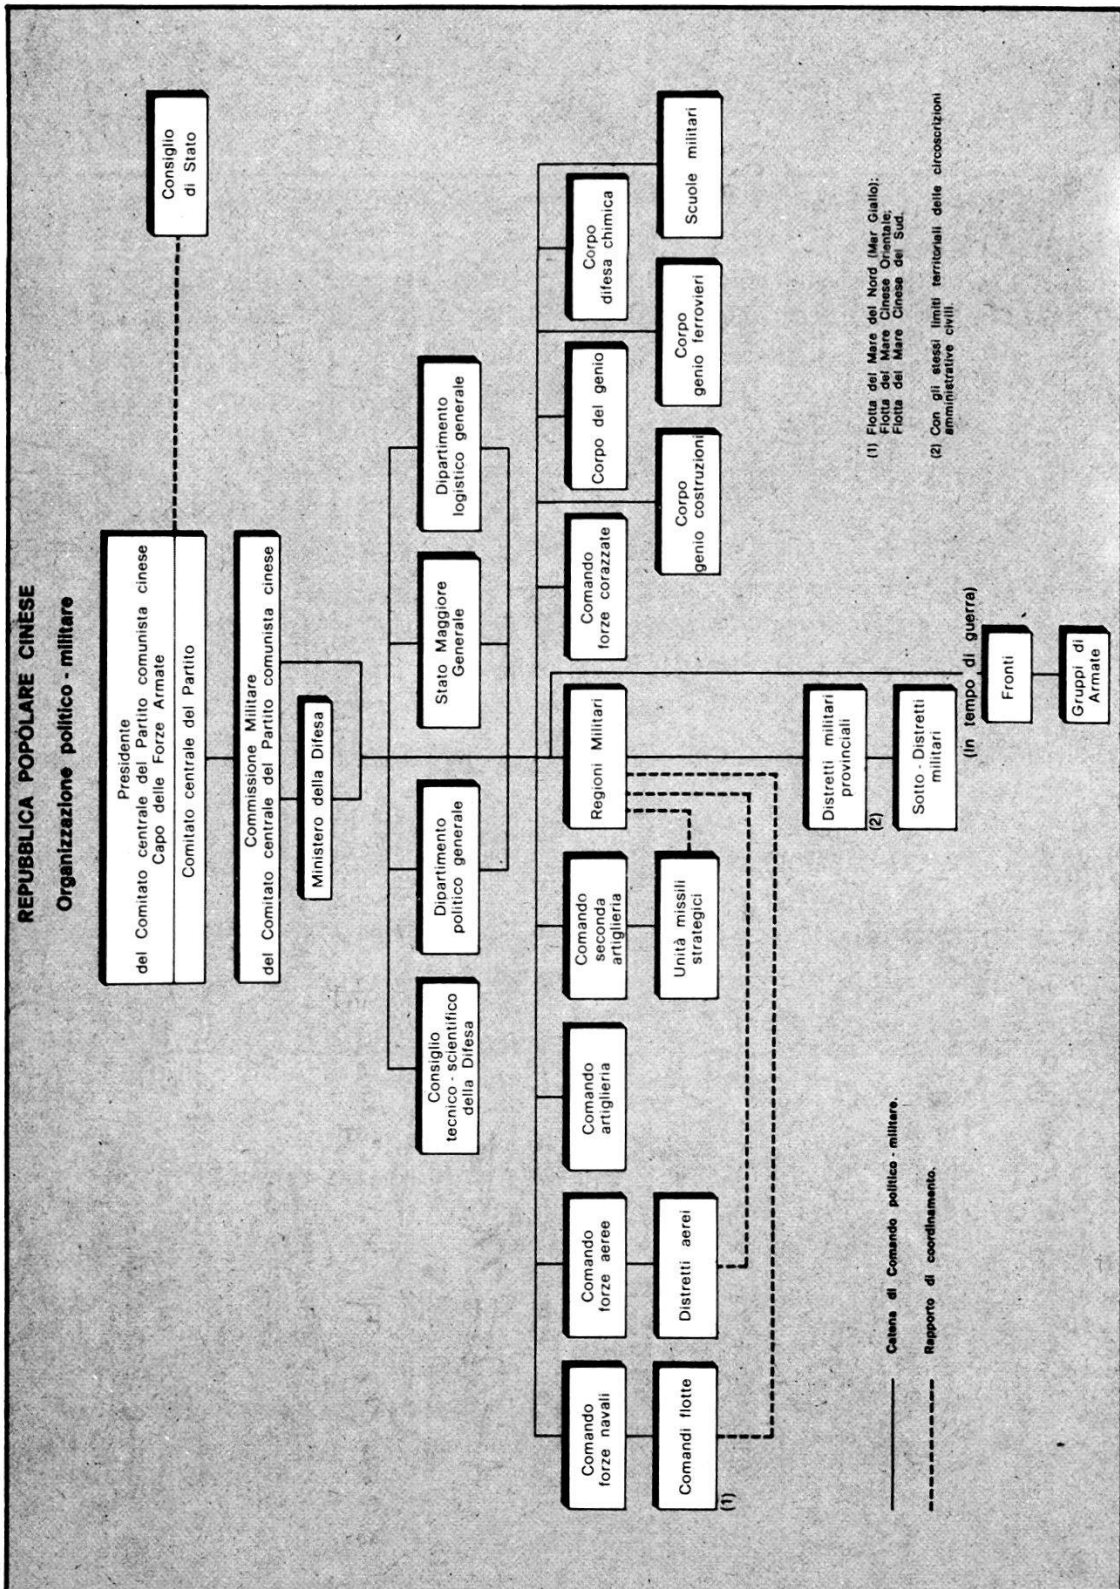 REPUBBLICA POPOLARE CINESE
Organizzazione politico - militare
Presidente
del Comitato centrale del Partito comunista cinese
Capo delle Forze Armate
Comitato centrale del Partito
Consiglio
di Stato
Commissione Militare
del Comitato centrale del Partito comunista cinese
Ministero della Difesa
Consiglio
tecnico - scientifico
della Difesa
Dipartimento
politico generale
Stato Maggiore
Generale
Dipartimento
logistico generale
Comando
forze navali
Comando
forze aeree
Comando
artiglieria
Comando
seconda
artiglieria
Regioni Militari
Comando
forze corazzate
Corpo del genio
Corpo
difesa chimica
Comandi flotte
(1)
Distretti aerei
Unità missili
strategici
Corpo
genio costruzioni
Corpo
genio ferrovieri
Scuole militari
Distretti militari
provinciali
(2)
Sotto - Distretti
militari
(In tempo di guerra)
Fronti
Gruppi di
Armate
Catena di Comando politico - militare.
Rapporto di coordinamento.
(1) Flotta del Mare del Nord (Mar Giallo);
Flotta del Mare Cinese Orientale;
Flotta del Mare Cinese del Sud.
(2) Con gli stessi limiti territoriali delle circoscrizioni
amministrative civili.